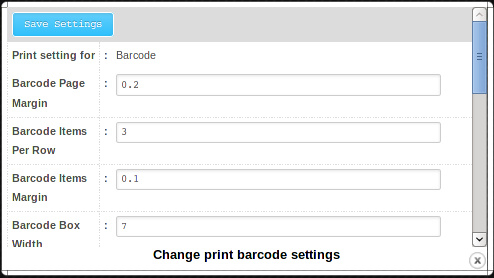 Save Settings
Print setting for : Barcode
Barcode Page : 0.2
Margin
Barcode Items : 3
Per Row
Barcode Items : 0.1
Margin
Barcode Box : 7
Width
Change print barcode settings